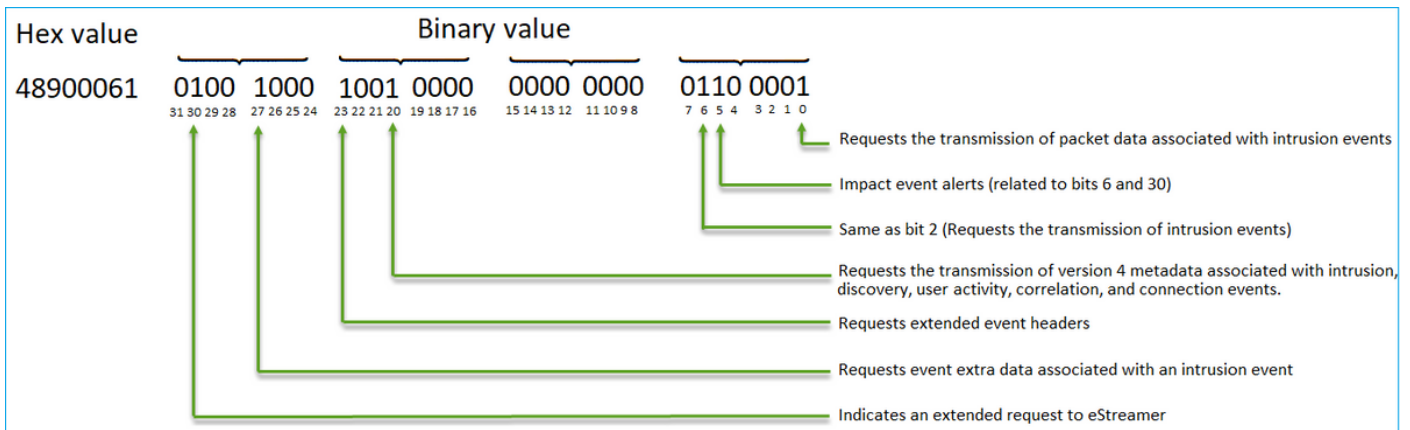 Hex value Binary value
48900061 0100 1000 1001 0000 0000 0000 0110 0001
31 30 29 28 27 26 25 24 23 22 21 20 19 18 17 16 15 14 13 12 11 10 9 8 7 6 5 4 3 2 1 0
Requests the transmission of packet data associated with intrusion events
Impact event alerts (related to bits 6 and 30)
Same as bit 2 (Requests the transmission of intrusion events)
Requests the transmission of version 4 metadata associated with intrusion,
discovery, user activity, correlation, and connection events.
Requests extended event headers
Requests event extra data associated with an intrusion event
Indicates an extended request to eStreamer